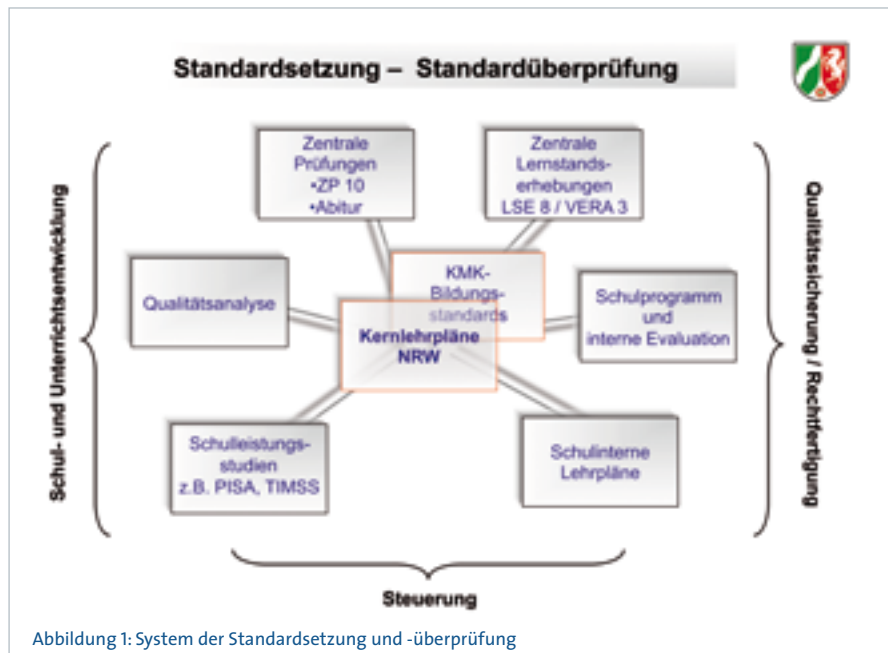 Standardsetzung – Standardüberprüfung
Zentrale
Prüfungen
•ZP 10
•Abitur
Zentrale
Lernstands-
erhebungen
LSE 8 / VERA 3
Schul- und Unterrichtsentwicklung
Qualitätsanalyse
KMK-
Bildungs-
standards
Kernlehrpläne
NRW
Schulprogramm
und
interne Evaluation
Qualitätssicherung / Rechtfertigung
Schulleistungs-
studien
z.B. PISA, TIMSS
Schulinterne
Lehrpläne
Steuerung
Abbildung 1: System der Standardsetzung und -überprüfung